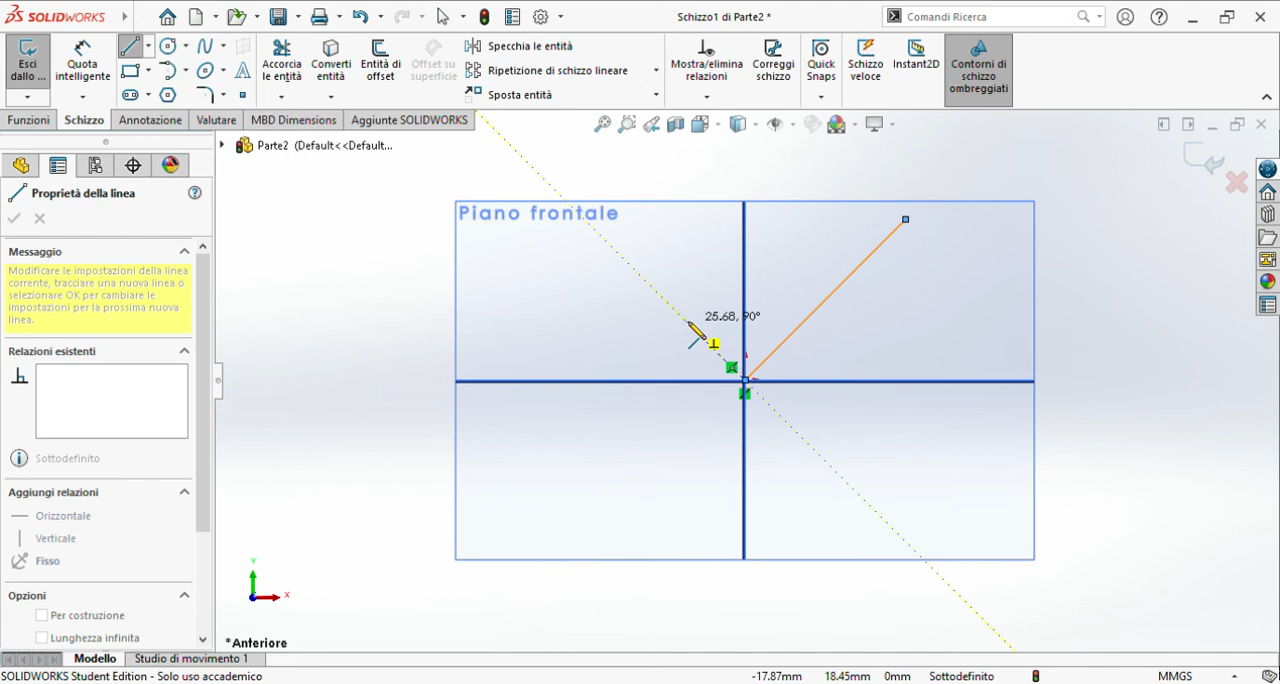 SOLIDWORKS
Schizzo1 di Parte2 *
Comandi Ricerca
Esci dallo ...
Quota intelligente
Accorcia le entità
Converti entità
Entità di offset
Offset su superficie
Specchia le entità
Ripetizione di schizzo lineare
Sposta entità
Mostra/elimina relazioni
Correggi schizzo
Quick Snaps
Schizzo veloce
Instant2D
Contorni di schizzo ombreggiati
Funzioni
Schizzo
Annotazione
Valutare
MBD Dimensions
Aggiunte SOLIDWORKS
Parte2 (Default<<Default...
Proprietà della linea
Messaggio
Modificare le impostazioni della linea
corrente, tracciare una nuova linea o
selezionare OK per cambiare le
impostazioni per la prossima nuova
linea.
Relazioni esistenti
Sottodefinito
Aggiungi relazioni
Orizzontale
Verticale
Fisso
Opzioni
Per costruzione
Lunghezza infinita
Piano frontale
25.68, 90°
Y
X
*Anteriore
Modello
Studio di movimento 1
SOLIDWORKS Student Edition - Solo uso accademico
-17.87mm
18.45mm
0mm
Sottodefinito
MMGS